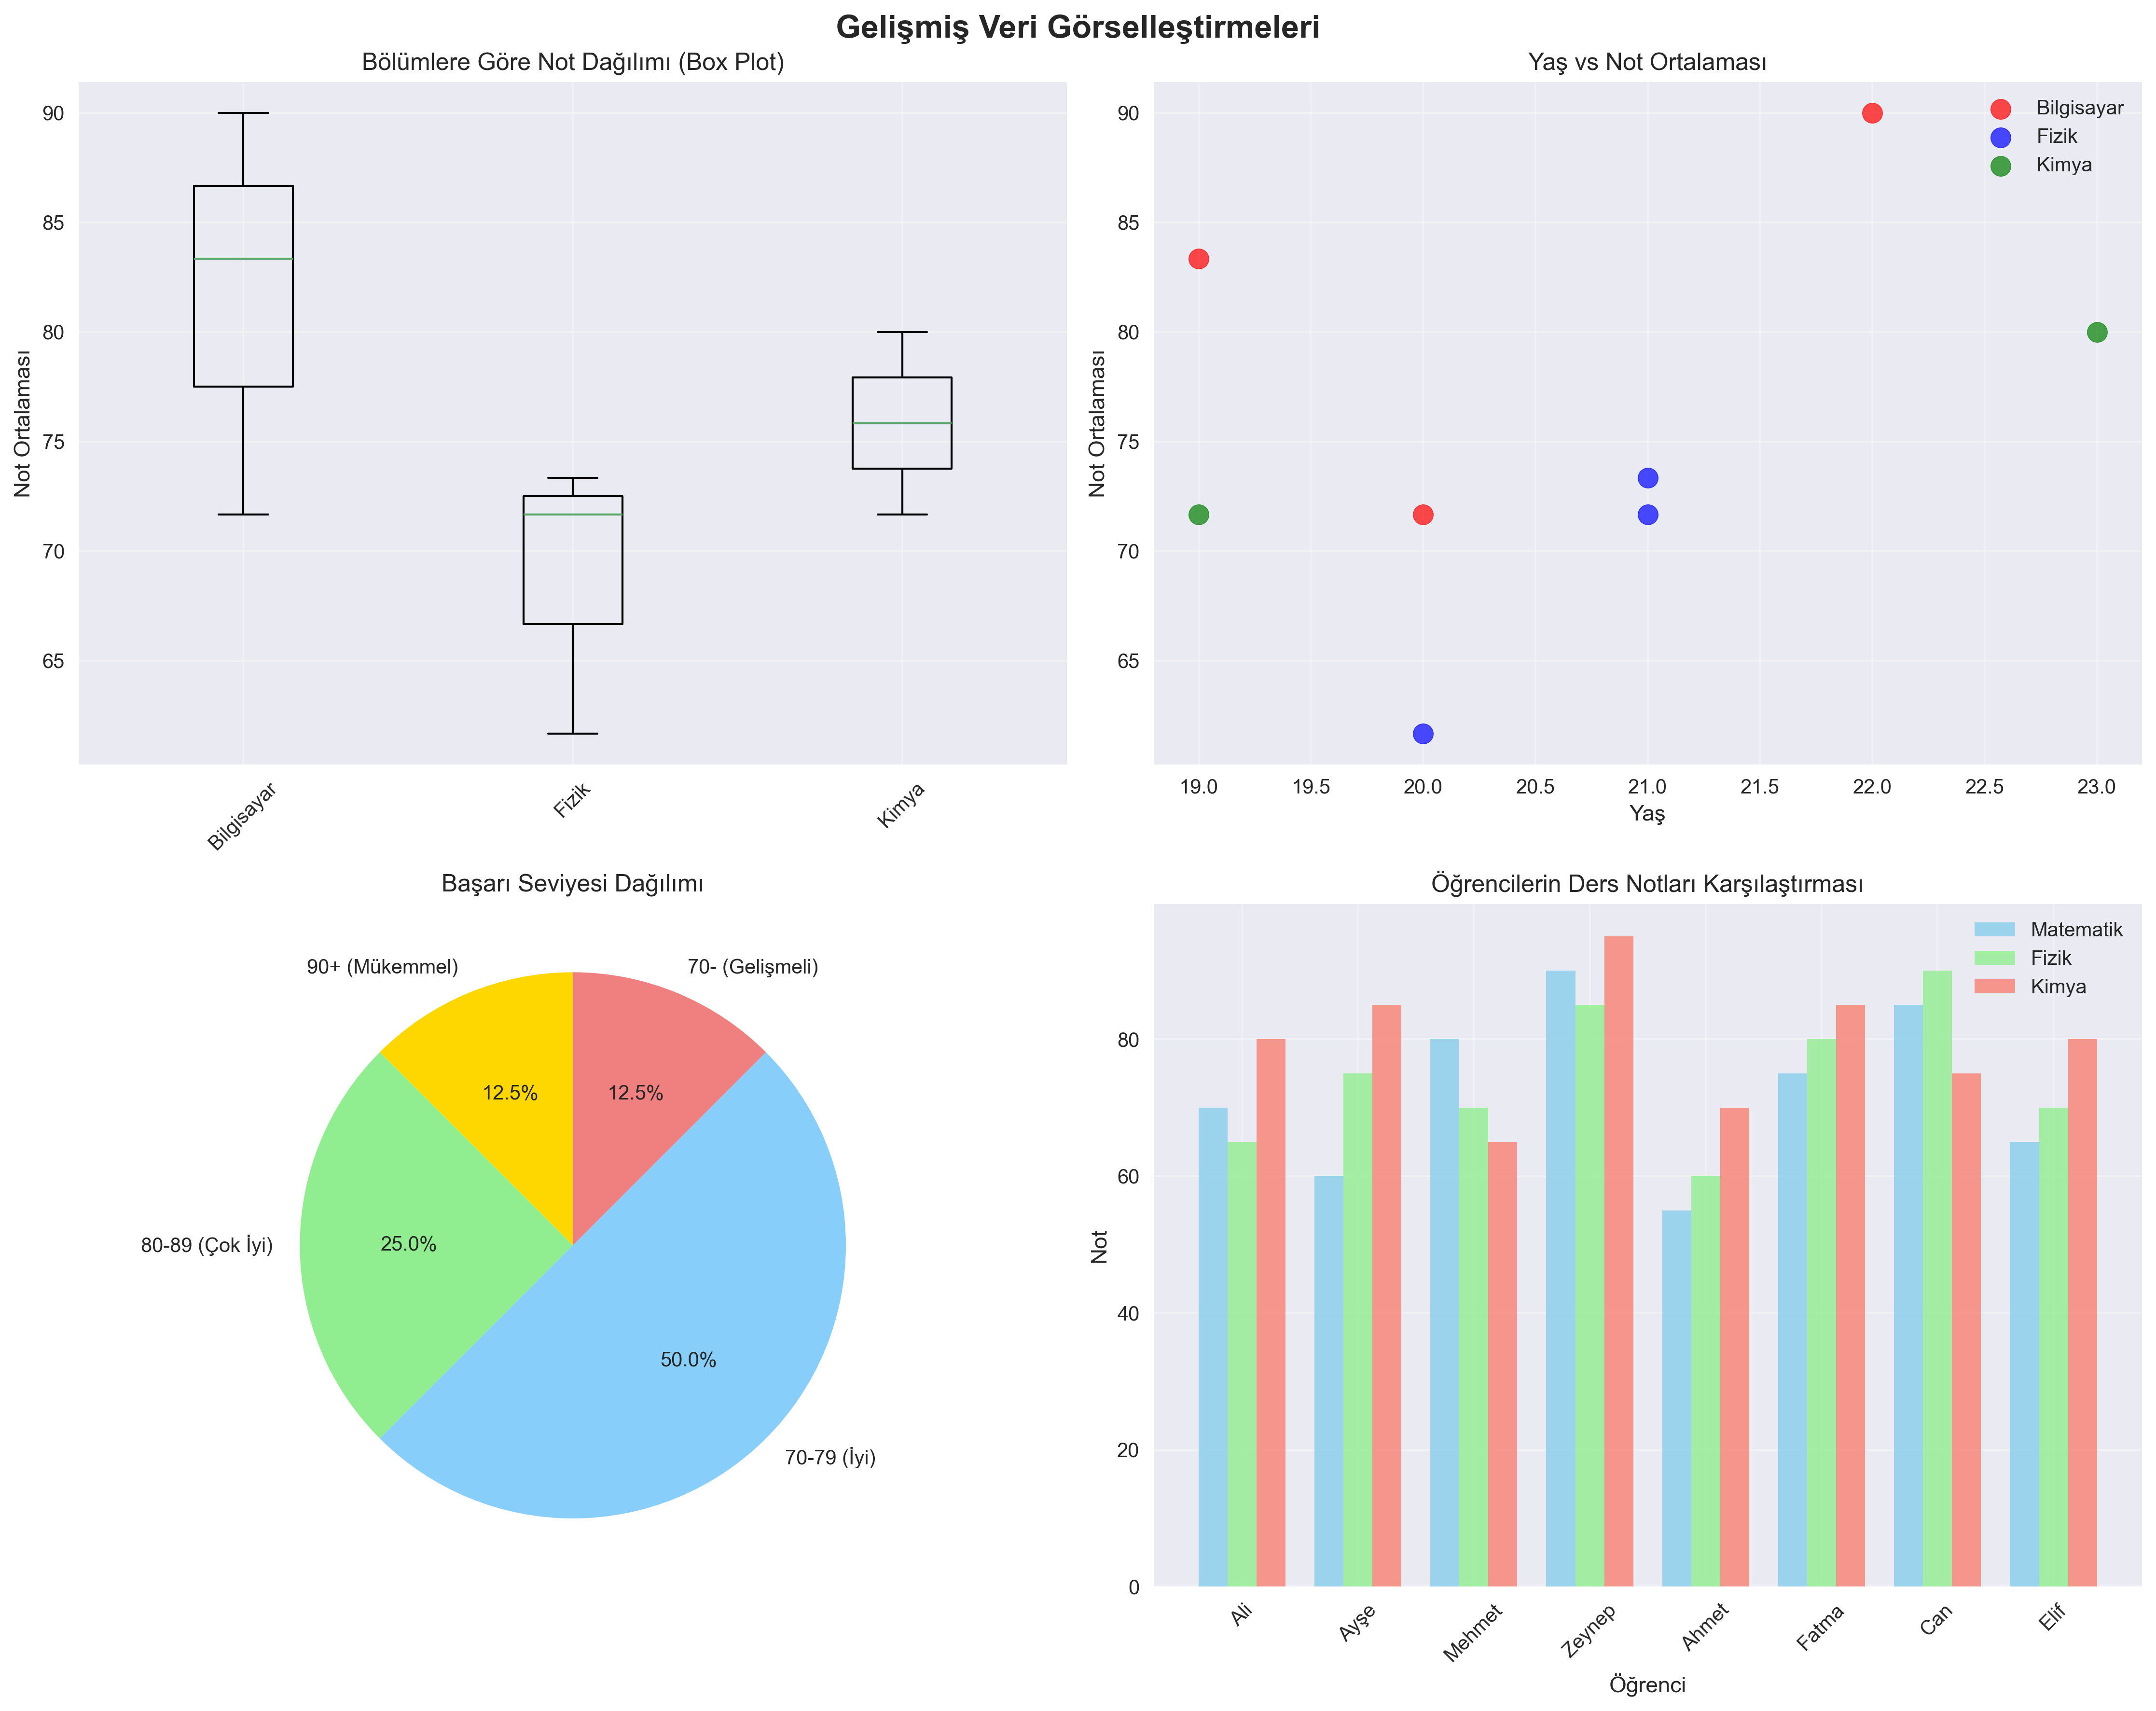 Gelişmiş Veri Görselleştirmeleri
Bölümlere Göre Not Dağılımı (Box Plot)
Not Ortalaması
90
85
80
75
70
65
Bilgisayar
Fizik
Kimya
Yaş vs Not Ortalaması
Not Ortalaması
90
85
80
75
70
65
Bilgisayar
Fizik
Kimya
19.0 19.5 20.0 20.5 21.0 21.5 22.0 22.5 23.0
Yaş
Başarı Seviyesi Dağılımı
90+ (Mükemmel)
70- (Gelişmeli)
12.5%
12.5%
80-89 (Çok İyi)
25.0%
50.0%
70-79 (İyi)
Öğrencilerin Ders Notları Karşılaştırması
Matematik
Fizik
Kimya
Not
80
60
40
20
0
Ali
Ayşe
Mehmet
Zeynep
Ahmet
Fatma
Can
Elif
Öğrenci